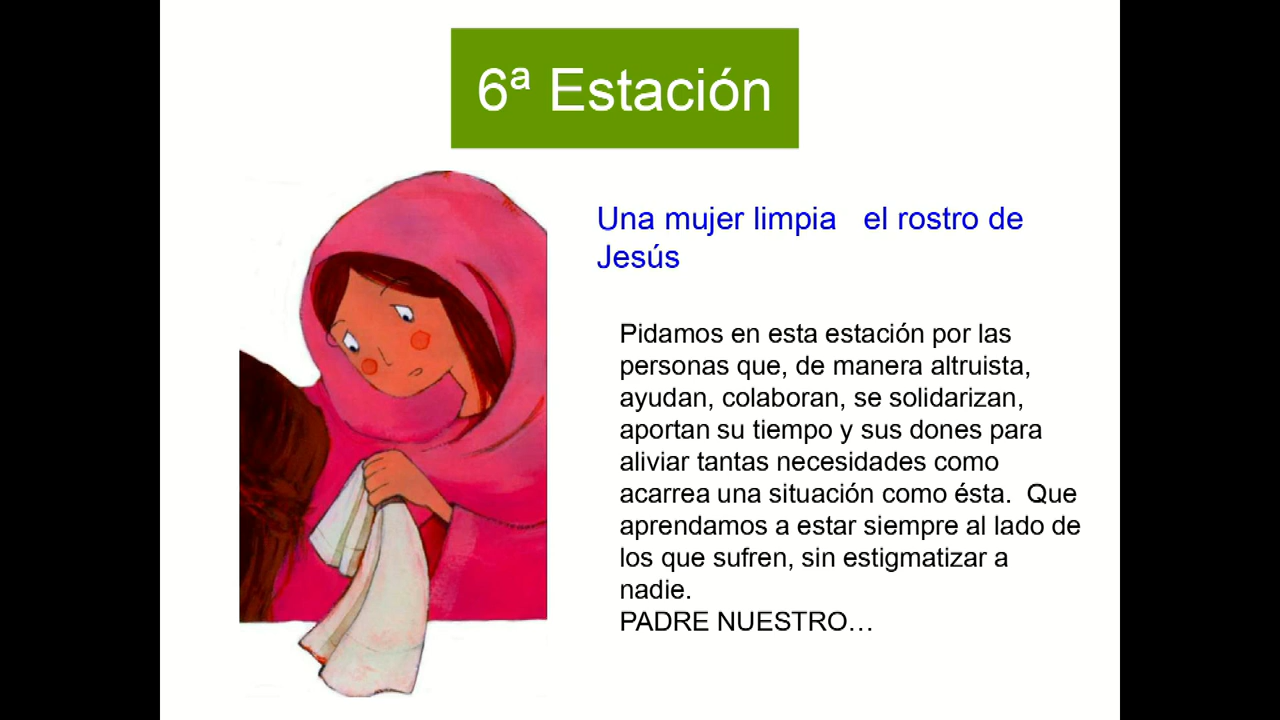 6ª Estación
Una mujer limpia   el rostro de
Jesús
Pidamos en esta estación por las
personas que, de manera altruista,
ayudan, colaboran, se solidarizan,
aportan su tiempo y sus dones para
aliviar tantas necesidades como
acarrea una situación como ésta.  Que
aprendamos a estar siempre al lado de
los que sufren, sin estigmatizar a
nadie.
PADRE NUESTRO…